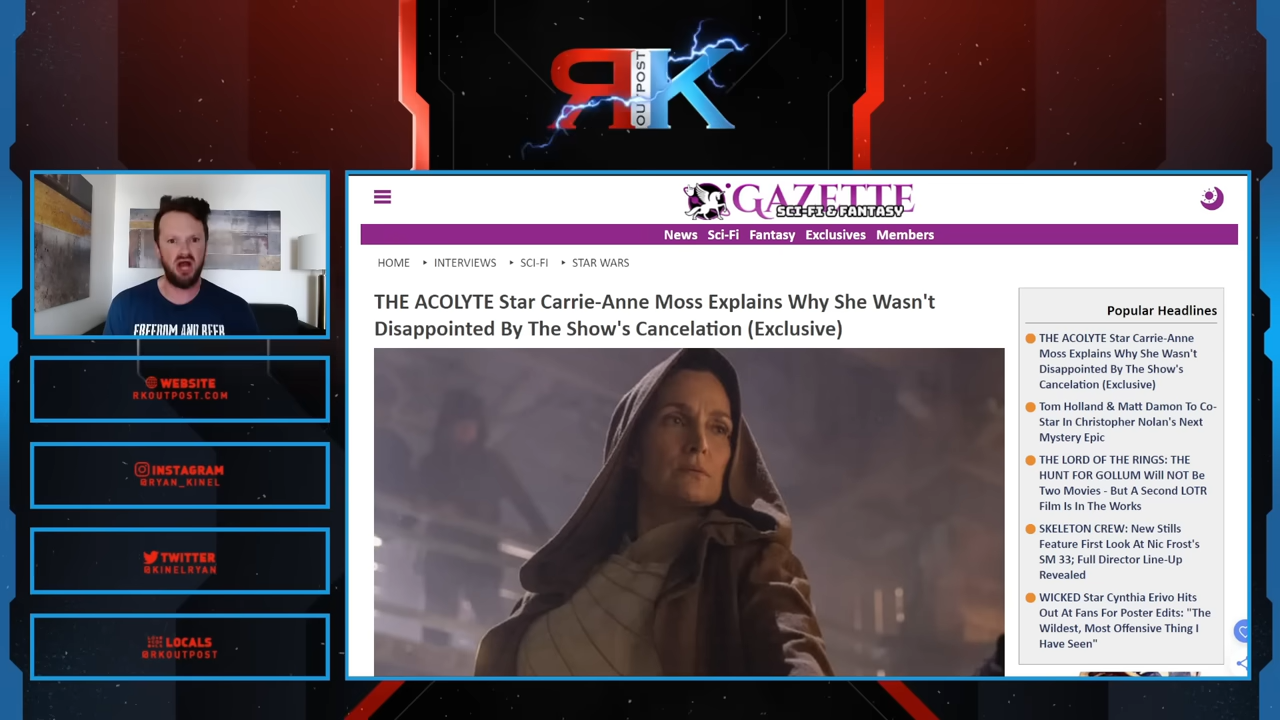 RK
OUTPOST
FREEDOM AND BEER
WEBSITE
RKOUTPOST.COM
INSTAGRAM
@RYAN_KINEL
TWITTER
@KINELRYAN
LOCALS
@RKOUTPOST
GAZETTE
SCI-FI & FANTASY
News Sci-Fi Fantasy Exclusives Members
HOME INTERVIEWS SCI-FI STAR WARS
THE ACOLYTE Star Carrie-Anne Moss Explains Why She Wasn't
Disappointed By The Show's Cancelation (Exclusive)
Popular Headlines
THE ACOLYTE Star Carrie-Anne
Moss Explains Why She Wasn't
Disappointed By The Show's
Cancelation (Exclusive)
Tom Holland & Matt Damon To Co-
Star In Christopher Nolan's Next
Mystery Epic
THE LORD OF THE RINGS: THE
HUNT FOR GOLLUM Will NOT Be
Two Movies - But A Second LOTR
Film Is In The Works
SKELETON CREW: New Stills
Feature First Look At Nic Frost's
SM 33; Full Director Line-Up
Revealed
WICKED Star Cynthia Erivo Hits
Out At Fans For Poster Edits: "The
Wildest, Most Offensive Thing I
Have Seen"